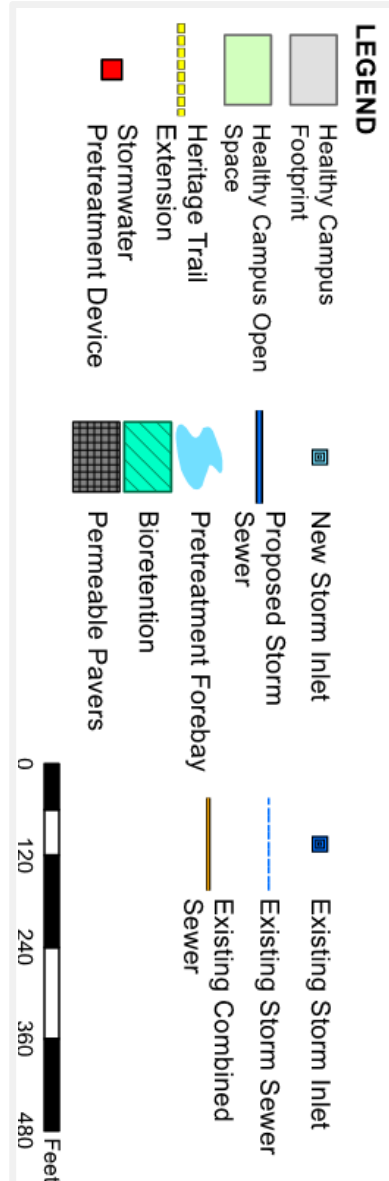 LEGEND
Healthy Campus
Footprint
Healthy Campus Open
Space
Heritage Trail
Extension
Stormwater
Pretreatment Device
New Storm Inlet
Proposed Storm
Sewer
Pretreatment Forebay
Bioretention
Permeable Pavers
Existing Storm Inlet
Existing Storm Sewer
Existing Combined
Sewer
0 120 240 360 480
Feet